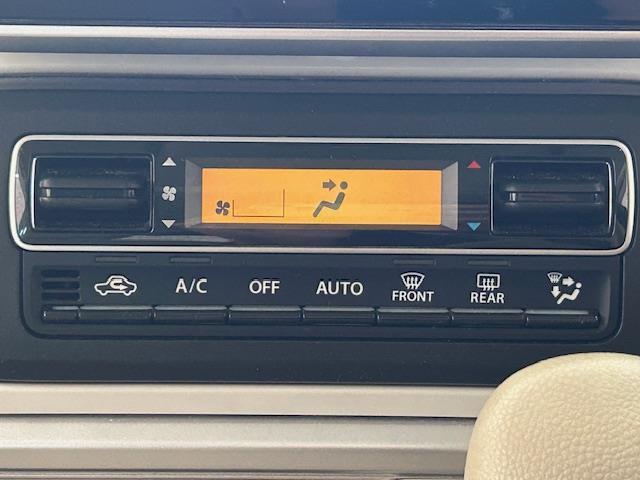 A/C OFF AUTO FRONT REAR